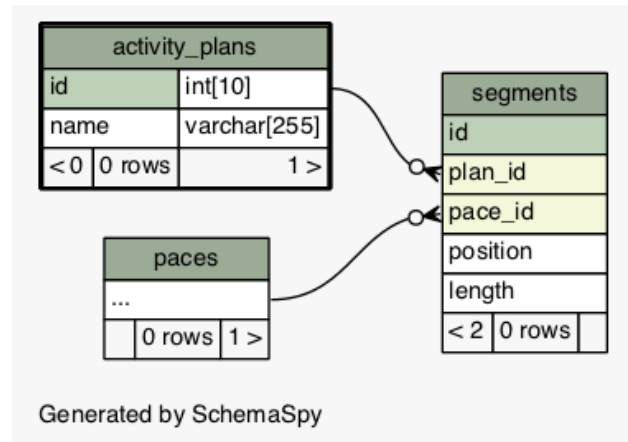 activity_plans
id int[10]
name varchar[255]
< 0 0 rows 1 >
segments
id
plan_id
pace_id
position
length
< 2 0 rows
paces
...
0 rows 1 >
Generated by SchemaSpy